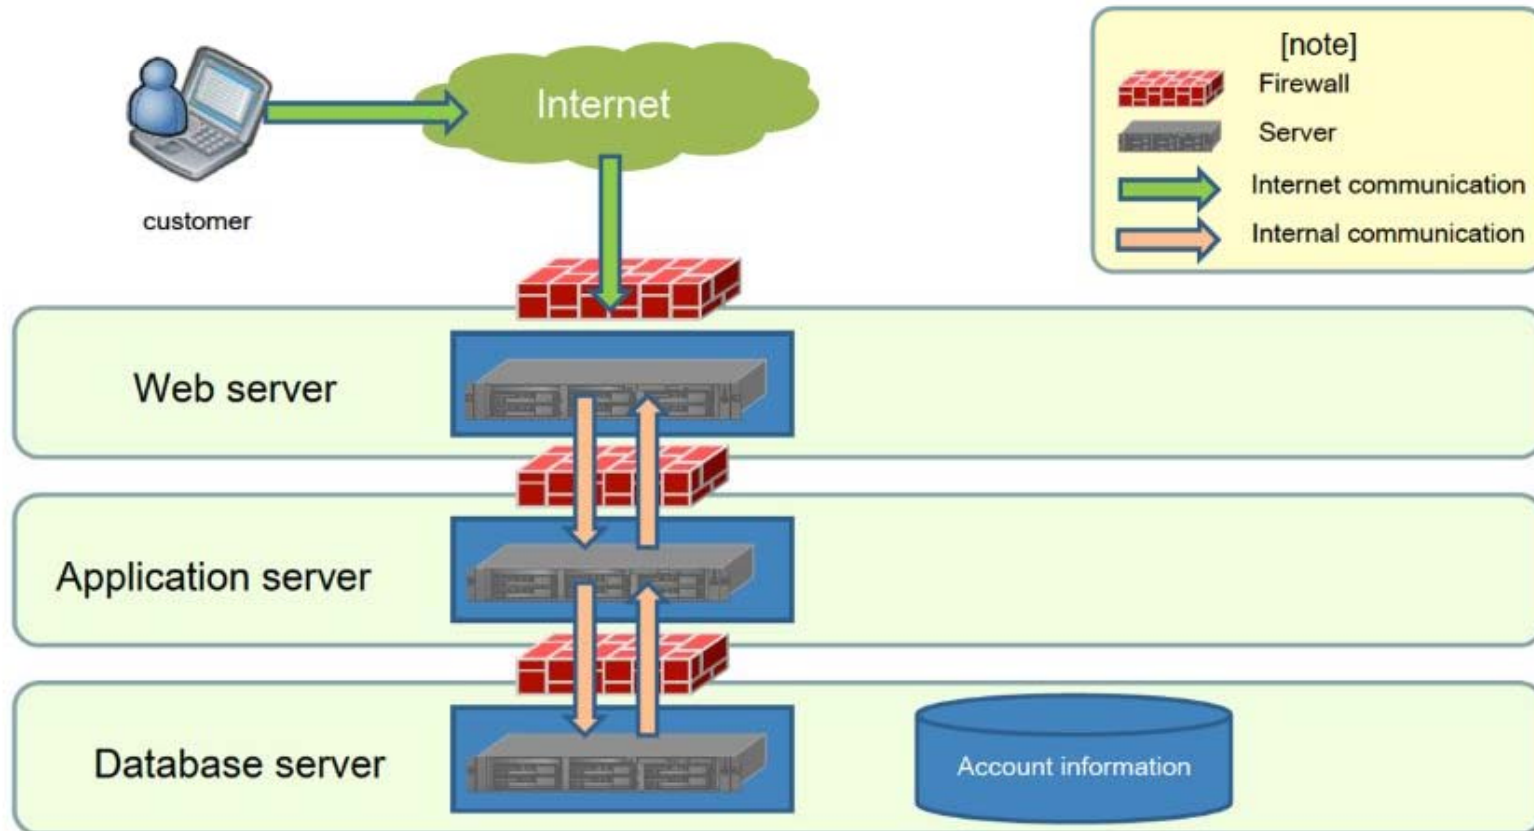 Internet
customer
[note]
Firewall
Server
Internet communication
Internal communication
Web server
Application server
Database server
Account information